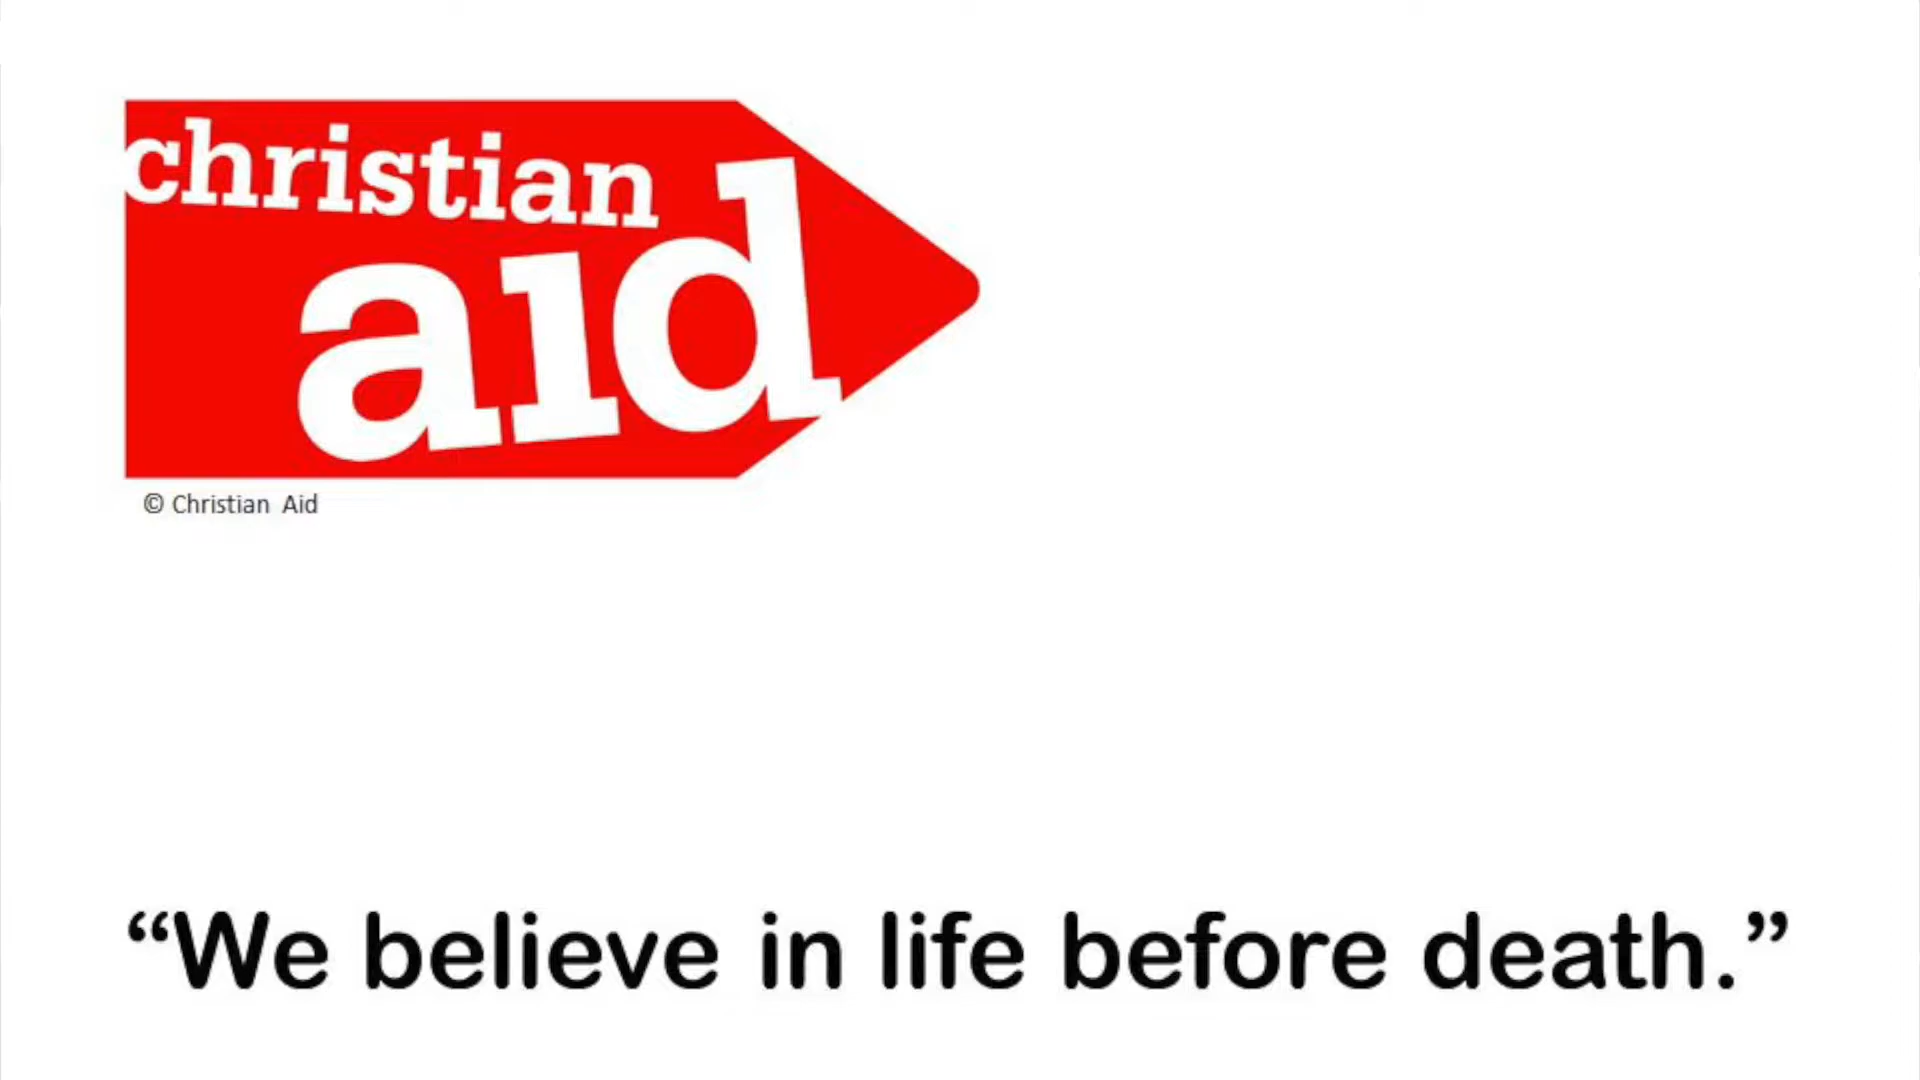 christian
aid
© Christian Aid
“We believe in life before death.”